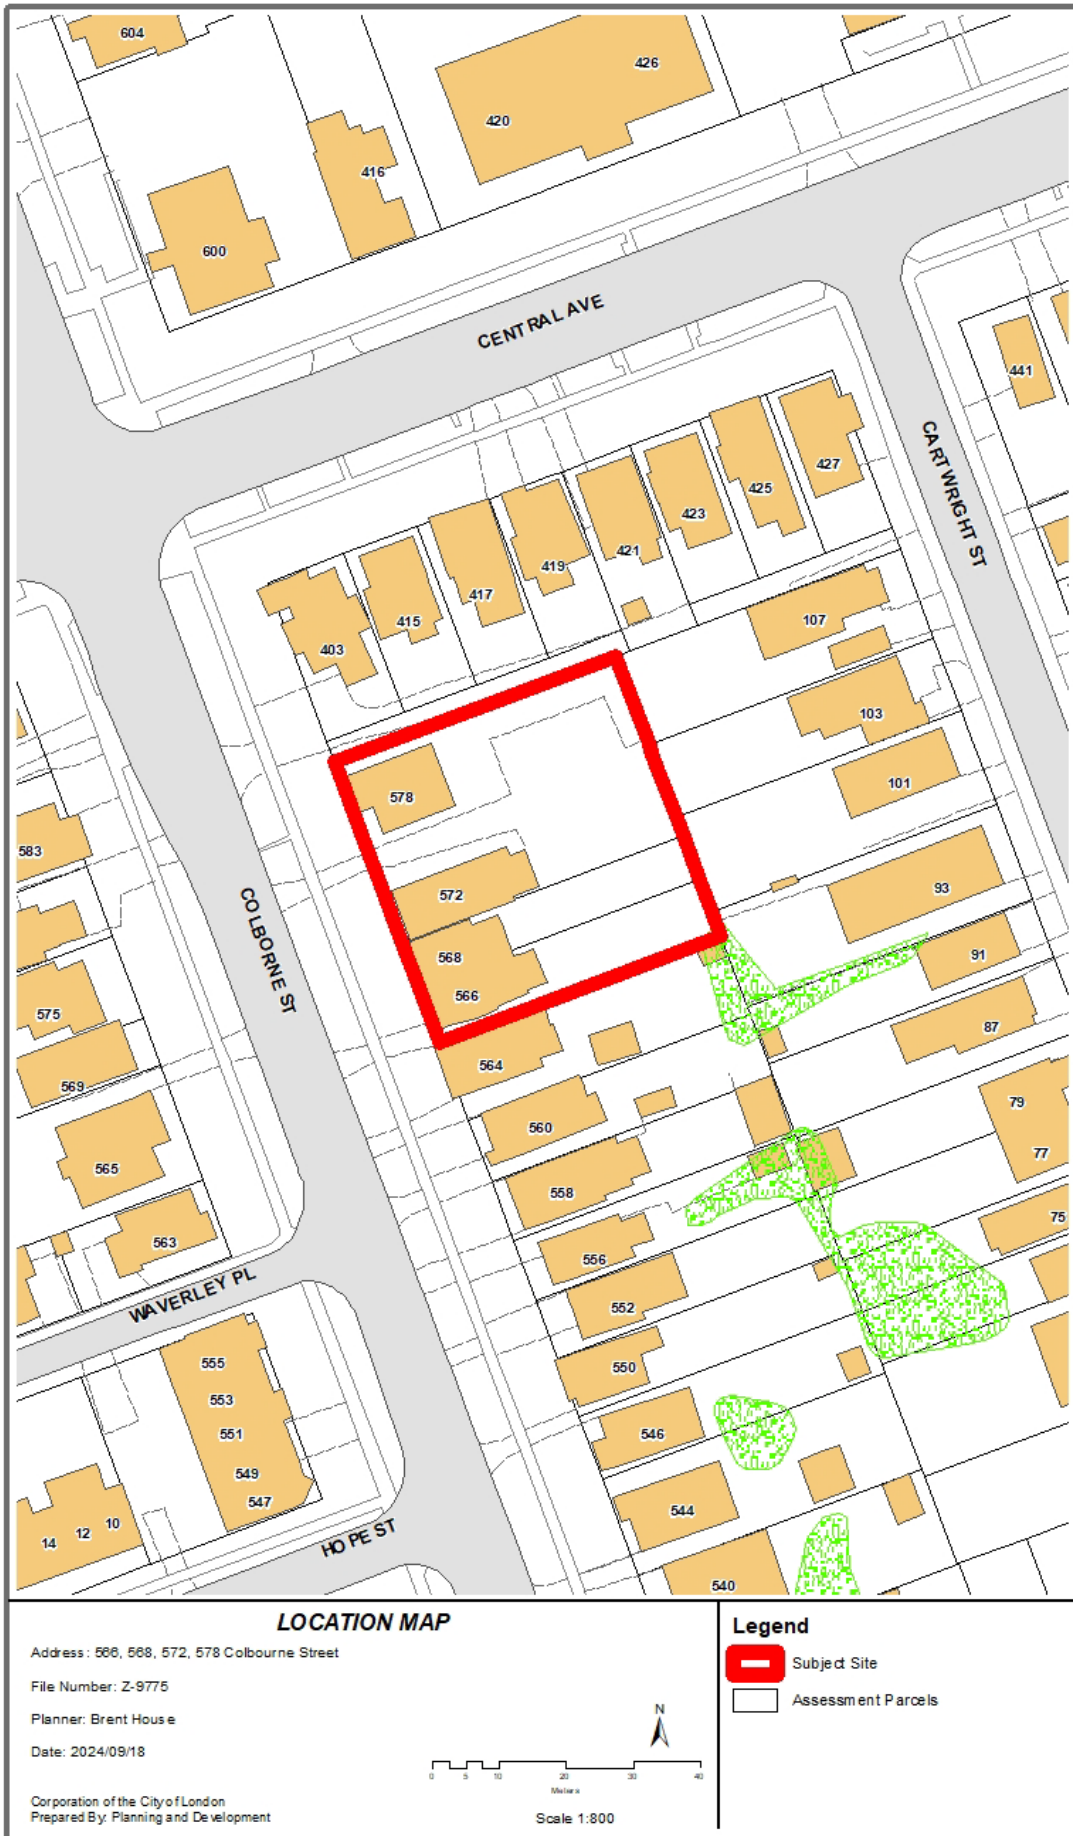 604
426
420
416
600
CENTRAL AVE
441
CARTWRIGHT ST
427
425
423
421
419
417
415
403
107
103
101
578
583
572
93
568
566
COLBORNE ST
91
575
87
564
569
79
560
77
565
558
75
563
556
WAVERLEY PL
552
555
550
553
551
546
549
547
544
10
12
14
HOPE ST
540
LOCATION MAP
Address: 566, 568, 572, 578 Colbourne Street
File Number: Z-9775
Planner: Brent House
Date: 2024/09/18
Corporation of the City of London
Prepared By: Planning and Development
N
0 5 10 20 30 40
Meters
Scale 1:800
Legend
Subject Site
Assessment Parcels